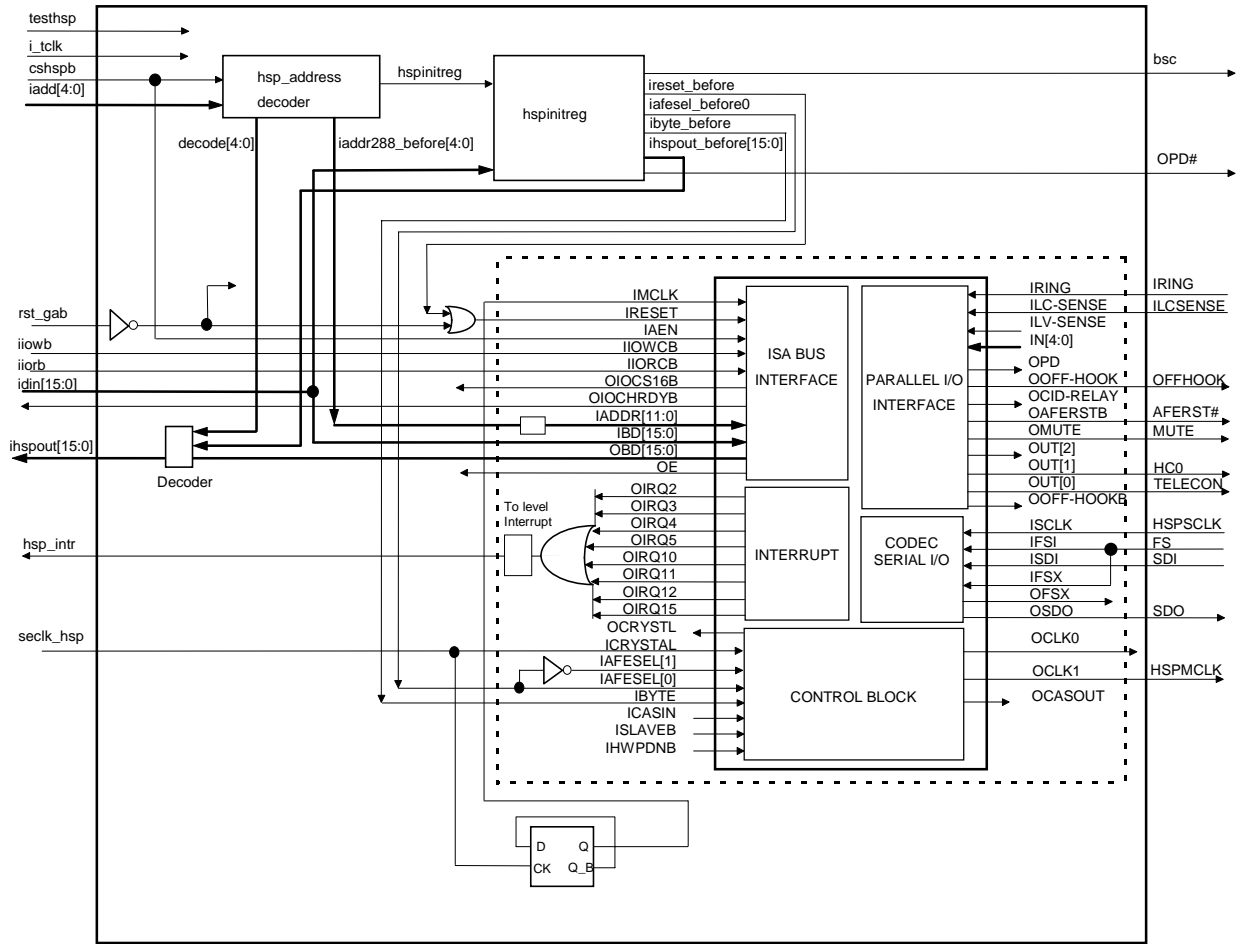 testhsp
i_tclk
cshspb
iadd[4:0]
hsp_address
decoder
hspinitreg
hspinitreg
bsc
ireset_before
iafesel_before0
ibyte_before
ihspout_before[15:0]
decode[4:0]
iaddr288_before[4:0]
OPD#
rst_gab
iiowb
iiorb
idin[15:0]
ihspout[15:0]
Decoder
IMCLK
IRESET
IAEN
IIOWCB
IIORCB
OIOCS16B
OIOCHRDYB
IADDR[11:0]
IBD[15:0]
OBD[15:0]
OE
ISA BUS
INTERFACE
PARALLEL I/O
INTERFACE
IRING
ILC-SENSE
ILV-SENSE
IN[4:0]
OPD
OOFF-HOOK
OCID-RELAY
OAFERSTB
OMUTE
OUT[2]
OUT[1]
OUT[0]
OOFF-HOOKB
IRING
ILCSENSE
OFFHOOK
AFERST#
MUTE
HC0
TELECON
To level
Interrupt
hsp_intr
OIRQ2
OIRQ3
OIRQ4
OIRQ5
OIRQ10
OIRQ11
OIRQ12
OIRQ15
INTERRUPT
CODEC
SERIAL I/O
ISCLK
IFSI
ISDI
IFSX
OFSX
OSDO
HSPSCLK
FS
SDI
SDO
seclk_hsp
OCRYSTL
ICRYSTAL
IAFESEL[1]
IAFESEL[0]
IBYTE
ICASIN
ISLAVEB
IHWPDNB
CONTROL BLOCK
OCLK0
OCLK1
OCASOUT
HSPMCLK
D
Q
CK
Q_B